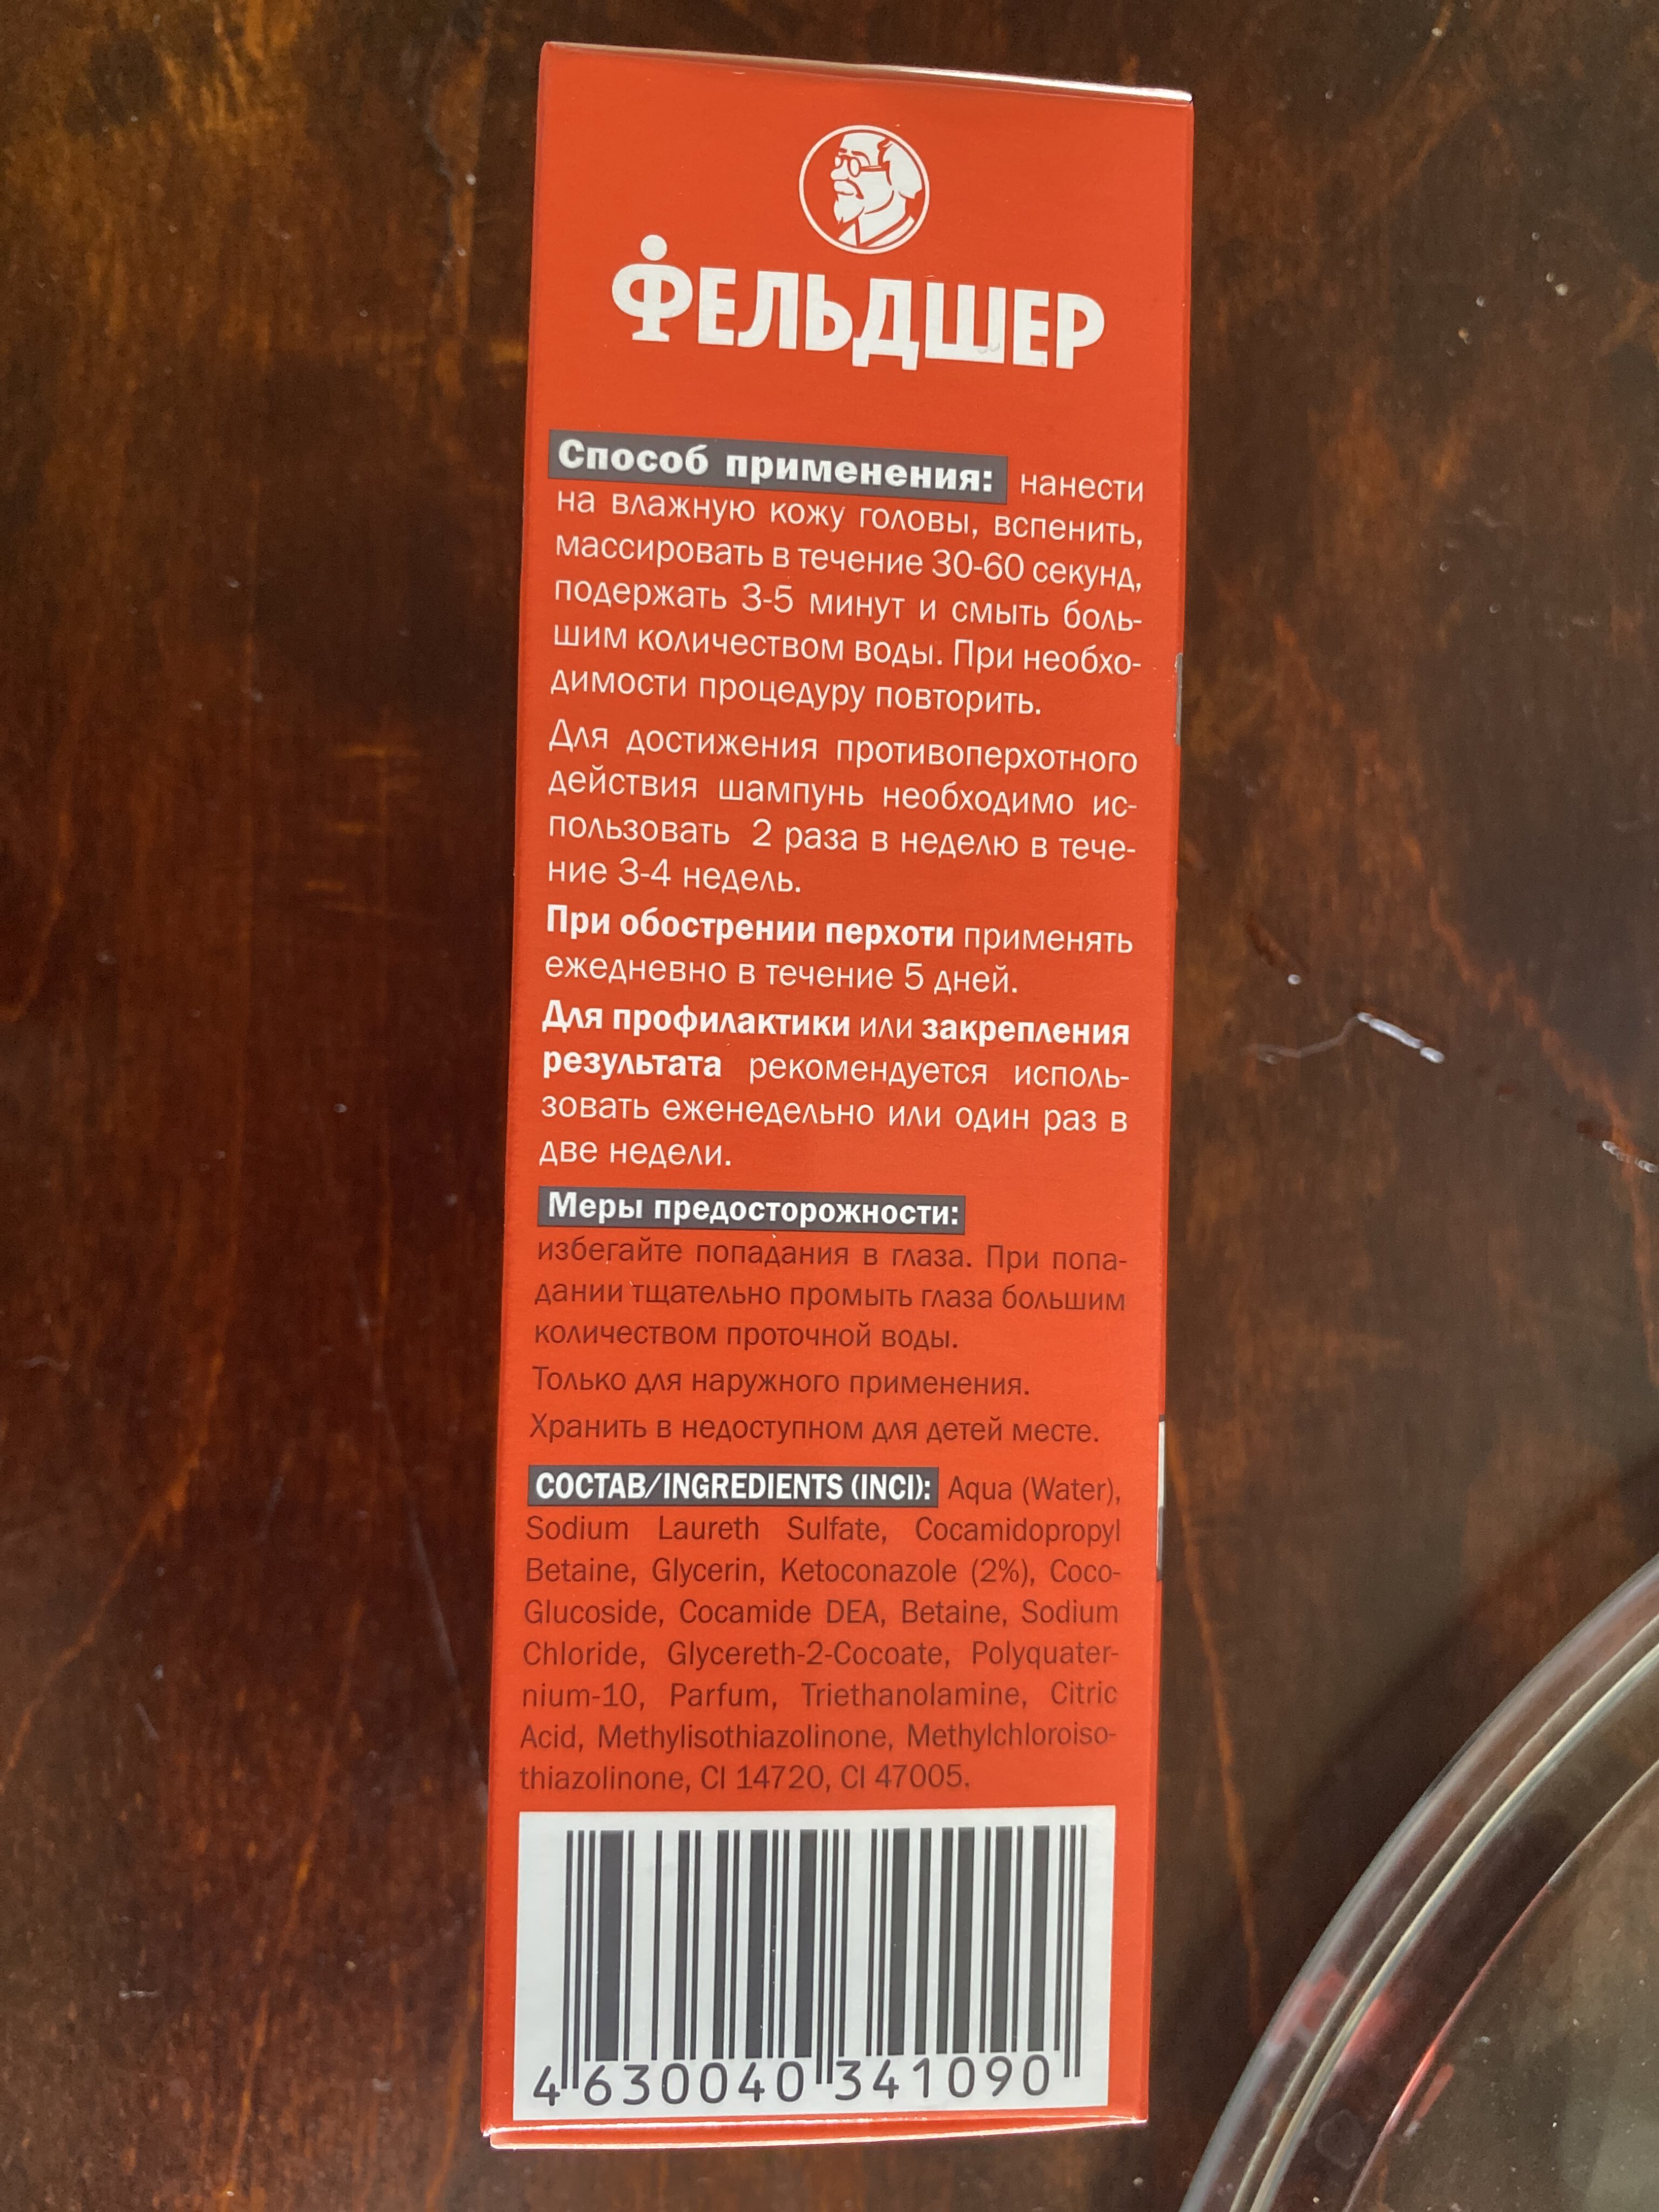 ФЕЛЬДШЕР
Способ применения: нанести
на влажную кожу головы, вспенить,
массировать в течение 30-60 секунд,
подержать 3-5 минут и смыть боль-
шим количеством воды. При необхо-
димости процедуру повторить.
Для достижения противоперхотного
действия шампунь необходимо ис-
пользовать 2 раза в неделю в тече-
ние 3-4 недель.
При обострении перхоти применять
ежедневно в течение 5 дней.
Для профилактики или закрепления
результата рекомендуется исполь-
зовать еженедельно или один раз в
две недели.
Меры предосторожности:
избегайте попадания в глаза. При попа-
дании тщательно промыть глаза большим
количеством проточной воды.
Только для наружного применения.
Хранить в недоступном для детей месте.
СОСТАВ/INGREDIENTS (INCI): Aqua (Water),
Sodium Laureth Sulfate, Cocamidopropyl
Betaine, Glycerin, Ketoconazole (2%), Coco-
Glucoside, Cocamide DEA, Betaine, Sodium
Chloride, Glycereth-2-Cocoate, Polyquater-
nium-10, Parfum, Triethanolamine, Citric
Acid, Methylisothiazolinone, Methylchloroiso-
thiazolinone, CI 14720, CI 47005.
4 630040 341090